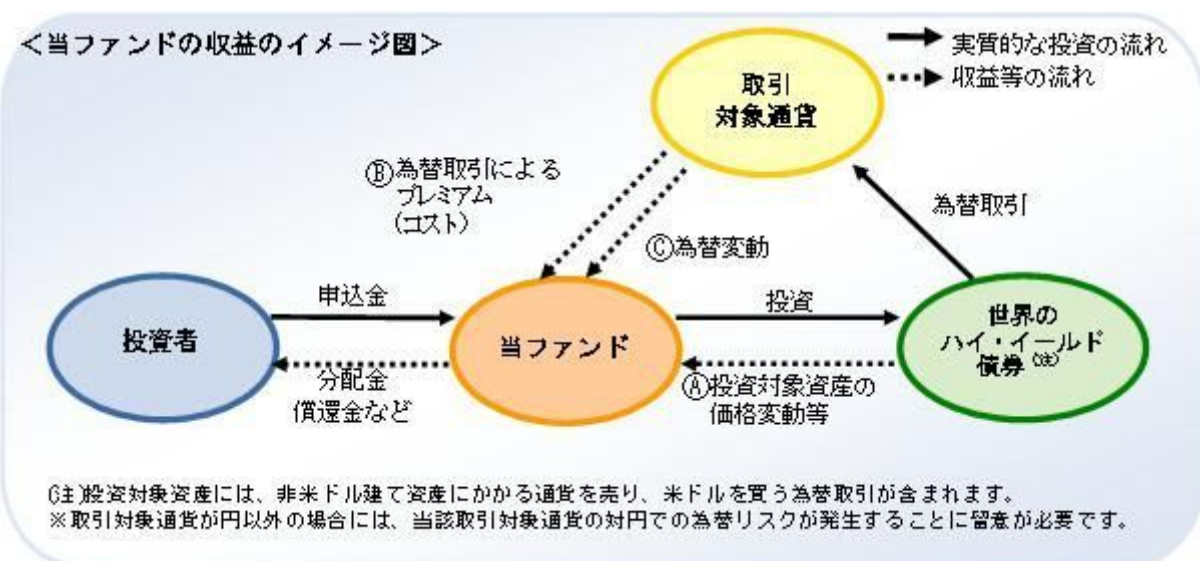 ＜当ファンドの収益のイメージ図＞
実質的な投資の流れ
収益等の流れ
取引
対象通貨
Ⓑ為替取引による
プレミアム
(コスト)
Ⓒ為替変動
為替取引
投資者
申込金
分配金
償還金など
当ファンド
投資
Ⓐ投資対象資産の
価格変動等
世界の
ハイ・イールド
債券(注)
(注)投資対象資産には、非米ドル建て資産にかかる通貨を売り、米ドルを買う為替取引が含まれます。
※取引対象通貨が円以外の場合には、当該取引対象通貨の対円での為替リスクが発生することに留意が必要です。